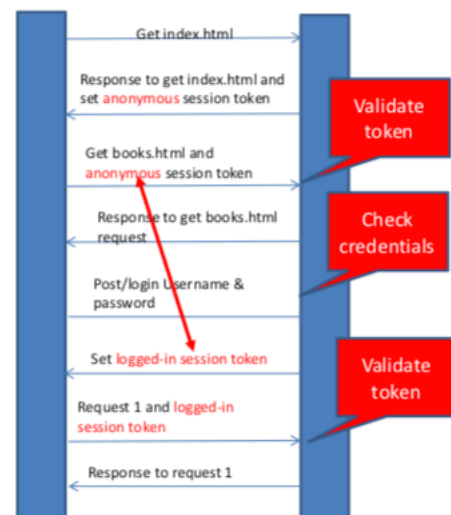 Get index.html
Response to get index.html and
set anonymous session token
Validate
token
Get books.html and
anonymous session token
Response to get books.html
request
Check
credentials
Post/login Username &
password
Set logged-in session token
Validate
token
Request 1 and logged-in
session token
Response to request 1